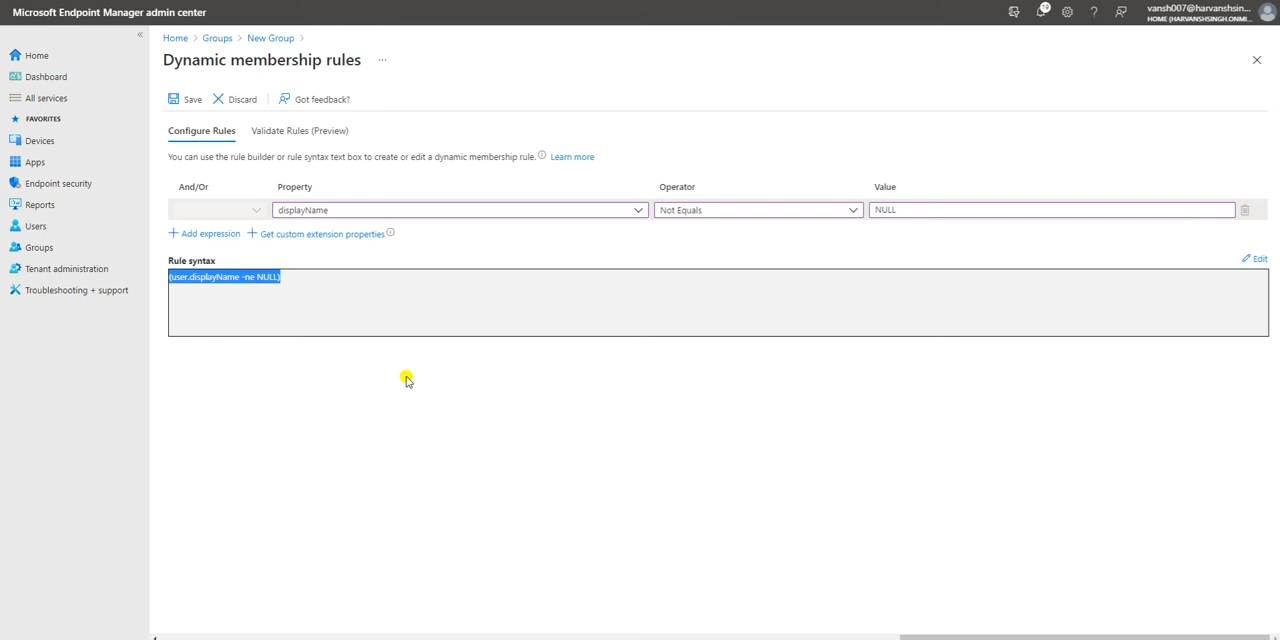 Microsoft Endpoint Manager admin center
19
vansh007@harvanshsin...
HOME (HARVANSHSINGH.ONMI...
«
Home
Dashboard
All services
FAVORITES
Devices
Apps
Endpoint security
Reports
Users
Groups
Tenant administration
Troubleshooting + support
Home > Groups > New Group >
Dynamic membership rules ...
Save Discard Got feedback?
Configure Rules Validate Rules (Preview)
You can use the rule builder or rule syntax text box to create or edit a dynamic membership rule. Learn more
And/Or Property Operator Value
displayName Not Equals NULL
+ Add expression + Get custom extension properties
Rule syntax Edit
(user.displayName -ne NULL)